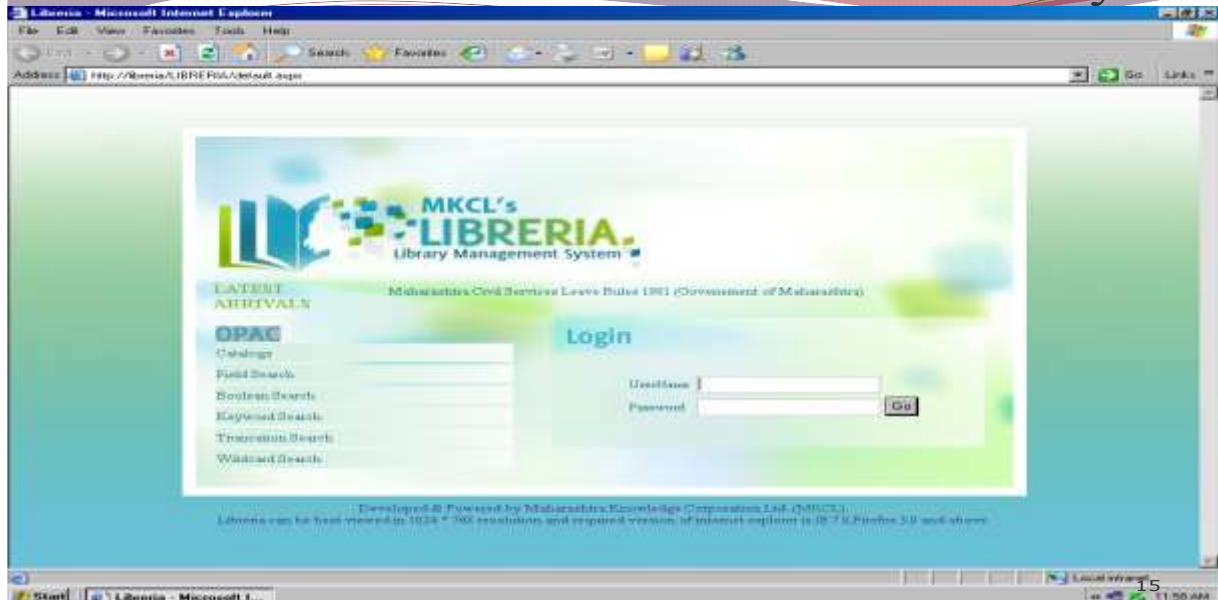 Libreria - Microsoft Internet Explorer
File Edit View Favorites Tools Help
Search Favorites
Address http://libreria/LIBRERIA/default.aspx Go Links
MKCL's
LIBRERIA
Library Management System
LATEST
ARRIVALS
Maharashtra Civil Services Leave Rules 1981 (Government of Maharashtra)
OPAC
Catalogs
Field Search
Boolean Search
Keyword Search
Truncation Search
Wildcard Search
Login
UserName
Password Go
Developed & Powered by Maharashtra Knowledge Corporation Ltd. (MKCL)
Libreria can be best viewed in 1024 * 768 resolution and required version of internet explorer is IE 7.0, Firefox 3.0 and above
Local intranet
15
Start Libreria - Microsoft I... 11:50 AM